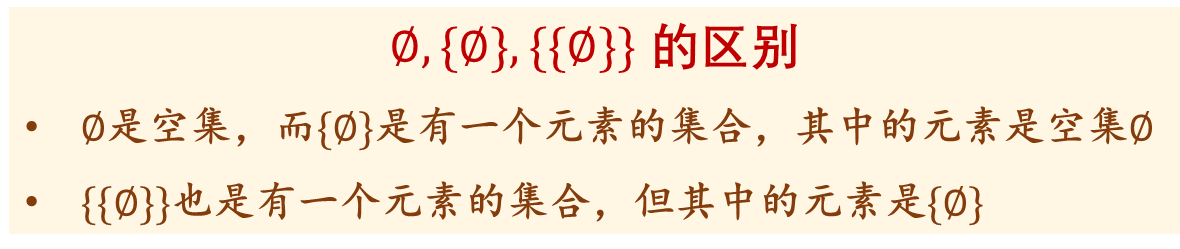 ∅, {∅}, {{∅}} 的区别
• ∅是空集，而{∅}是有一个元素的集合，其中的元素是空集∅
• {{∅}}也是有一个元素的集合，但其中的元素是{∅}